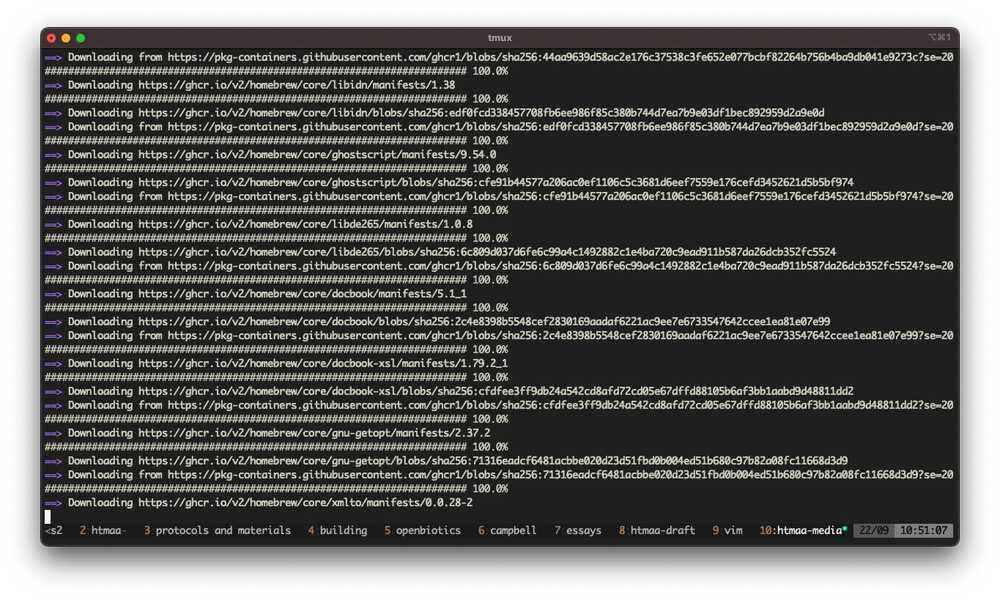 tmux
⌥⌘1
==> Downloading from https://pkg-containers.githubusercontent.com/ghcr1/blobs/sha256:44aa9639d58ac2e176c37538c3fe652e077bcbf82264b756b4ba9db041e9273c?se=20
######################################################################## 100.0%
==> Downloading https://ghcr.io/v2/homebrew/core/libidn/manifests/1.38
######################################################################## 100.0%
==> Downloading https://ghcr.io/v2/homebrew/core/libidn/blobs/sha256:edf0fcd338457708fb6ee986f85c380b744d7ea7b9e03df1bec892959d2a9e0d
==> Downloading from https://pkg-containers.githubusercontent.com/ghcr1/blobs/sha256:edf0fcd338457708fb6ee986f85c380b744d7ea7b9e03df1bec892959d2a9e0d?se=20
######################################################################## 100.0%
==> Downloading https://ghcr.io/v2/homebrew/core/ghostscript/manifests/9.54.0
######################################################################## 100.0%
==> Downloading https://ghcr.io/v2/homebrew/core/ghostscript/blobs/sha256:cfe91b44577a206ac0ef1106c5c3681d6eef7559e176cefd3452621d5b5bf974
==> Downloading from https://pkg-containers.githubusercontent.com/ghcr1/blobs/sha256:cfe91b44577a206ac0ef1106c5c3681d6eef7559e176cefd3452621d5b5bf974?se=20
######################################################################## 100.0%
==> Downloading https://ghcr.io/v2/homebrew/core/libde265/manifests/1.0.8
######################################################################## 100.0%
==> Downloading https://ghcr.io/v2/homebrew/core/libde265/blobs/sha256:6c809d037d6fe6c99a4c1492882c1e4ba720c9ead911b587da26dcb352fc5524
==> Downloading from https://pkg-containers.githubusercontent.com/ghcr1/blobs/sha256:6c809d037d6fe6c99a4c1492882c1e4ba720c9ead911b587da26dcb352fc5524?se=20
######################################################################## 100.0%
==> Downloading https://ghcr.io/v2/homebrew/core/docbook/manifests/5.1_1
######################################################################## 100.0%
==> Downloading https://ghcr.io/v2/homebrew/core/docbook/blobs/sha256:2c4e8398b5548cef2830169aadaf6221ac9ee7e6733547642ccee1ea81e07e99
==> Downloading from https://pkg-containers.githubusercontent.com/ghcr1/blobs/sha256:2c4e8398b5548cef2830169aadaf6221ac9ee7e6733547642ccee1ea81e07e99?se=20
######################################################################## 100.0%
==> Downloading https://ghcr.io/v2/homebrew/core/docbook-xsl/manifests/1.79.2_1
######################################################################## 100.0%
==> Downloading https://ghcr.io/v2/homebrew/core/docbook-xsl/blobs/sha256:cfdfee3ff9db24a542cd8afd72cd05e67dffd88105b6af3bb1aabd9d48811dd2
==> Downloading from https://pkg-containers.githubusercontent.com/ghcr1/blobs/sha256:cfdfee3ff9db24a542cd8afd72cd05e67dffd88105b6af3bb1aabd9d48811dd2?se=20
######################################################################## 100.0%
==> Downloading https://ghcr.io/v2/homebrew/core/gnu-getopt/manifests/2.37.2
######################################################################## 100.0%
==> Downloading https://ghcr.io/v2/homebrew/core/gnu-getopt/blobs/sha256:71316eadcf6481acbbe020d23d51fbd0b004ed51b680c97b82a08fc11668d3d9
==> Downloading from https://pkg-containers.githubusercontent.com/ghcr1/blobs/sha256:71316eadcf6481acbbe020d23d51fbd0b004ed51b680c97b82a08fc11668d3d9?se=20
######################################################################## 100.0%
==> Downloading https://ghcr.io/v2/homebrew/core/xmlto/manifests/0.0.28-2
<s2 2 htmaa- 3 protocols and materials 4 building 5 openbiotics 6 campbell 7 essays 8 htmaa-draft 9 vim 10:htmaa-media* 22/09 10:51:07